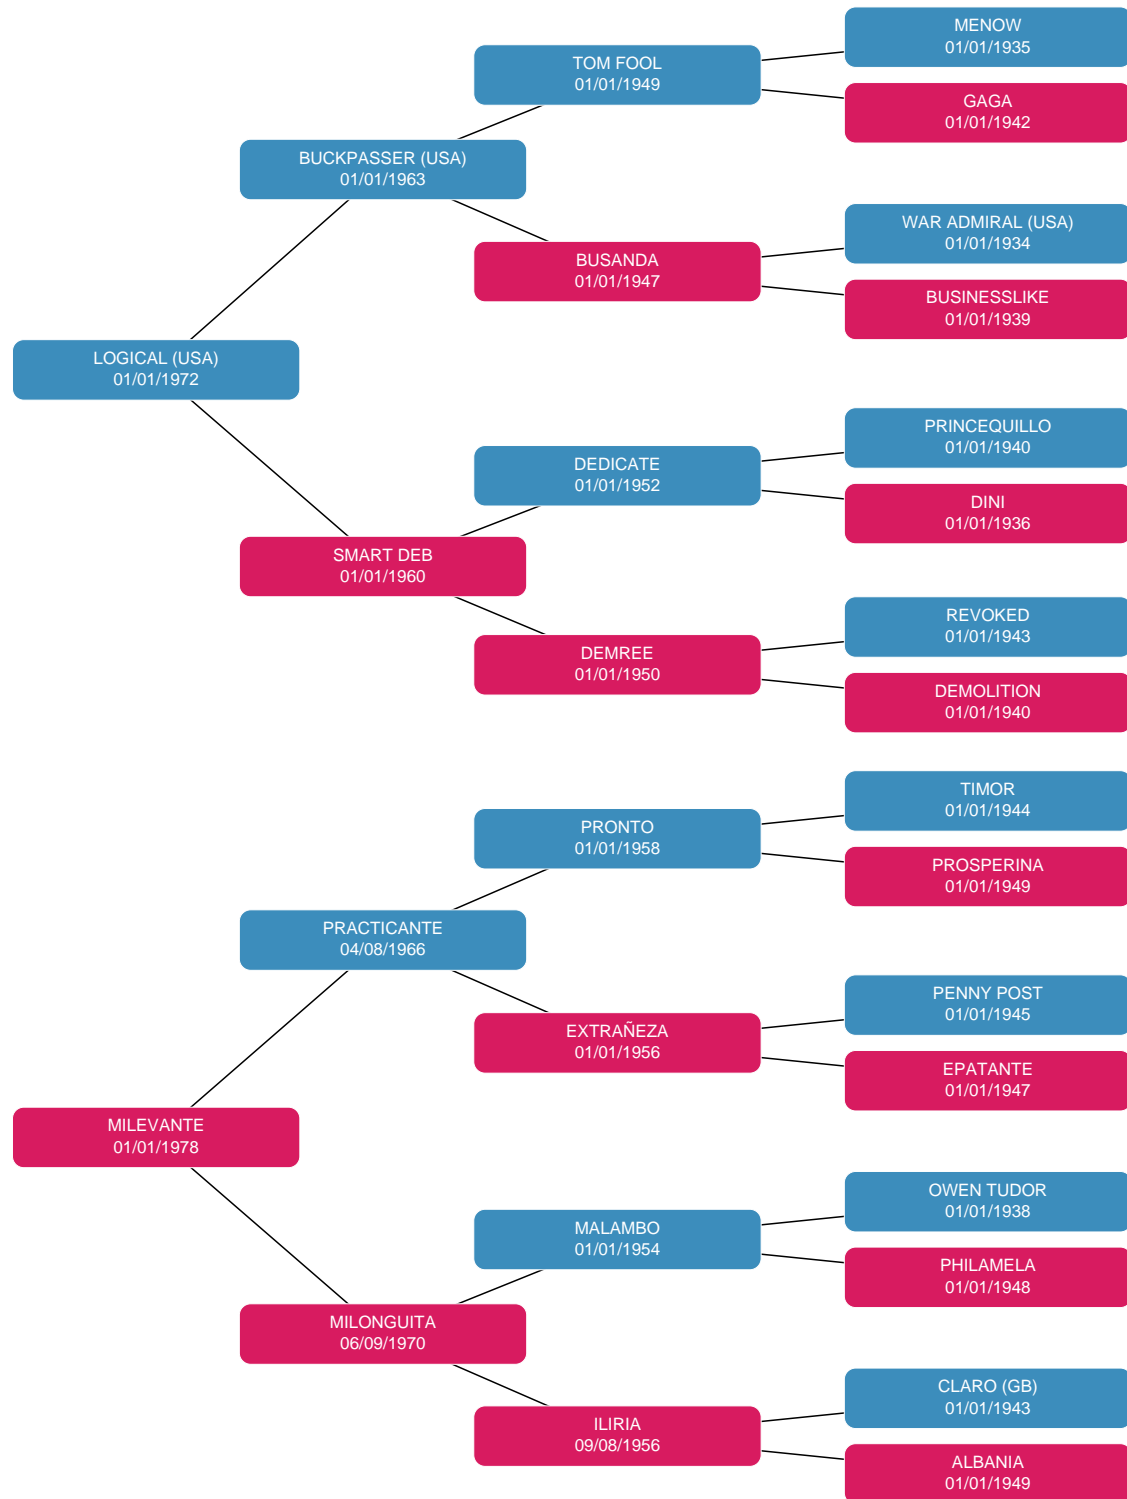 MENOW
01/01/1935
TOM FOOL
01/01/1949
GAGA
01/01/1942
BUCKPASSER (USA)
01/01/1963
WAR ADMIRAL (USA)
01/01/1934
BUSANDA
01/01/1947
BUSINESSLIKE
01/01/1939
LOGICAL (USA)
01/01/1972
PRINCEQUILLO
01/01/1940
DEDICATE
01/01/1952
DINI
01/01/1936
SMART DEB
01/01/1960
REVOKED
01/01/1943
DEMREE
01/01/1950
DEMOLITION
01/01/1940
TIMOR
01/01/1944
PRONTO
01/01/1958
PROSPERINA
01/01/1949
PRACTICANTE
04/08/1966
PENNY POST
01/01/1945
EXTRAÑEZA
01/01/1956
EPATANTE
01/01/1947
MILEVANTE
01/01/1978
OWEN TUDOR
01/01/1938
MALAMBO
01/01/1954
PHILAMELA
01/01/1948
MILONGUITA
06/09/1970
CLARO (GB)
01/01/1943
ILIRIA
09/08/1956
ALBANIA
01/01/1949